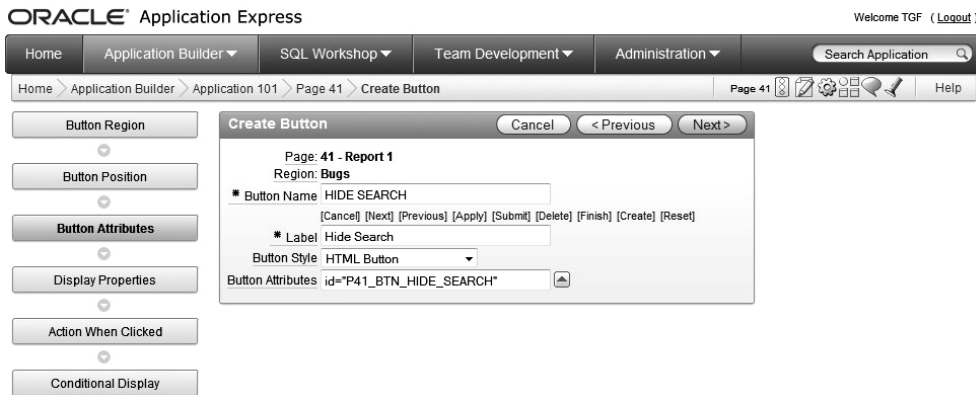 ORACLE Application Express
Welcome TGF ( Logout )
Home Application Builder SQL Workshop Team Development Administration Search Application
Home Application Builder Application 101 Page 41 Create Button Page 41 Help
Button Region
Button Position
Button Attributes
Display Properties
Action When Clicked
Conditional Display
Create Button Cancel < Previous Next >
Page: 41 - Report 1
Region: Bugs
* Button Name HIDE SEARCH
[Cancel] [Next] [Previous] [Apply] [Submit] [Delete] [Finish] [Create] [Reset]
* Label Hide Search
Button Style HTML Button
Button Attributes id="P41_BTN_HIDE_SEARCH"